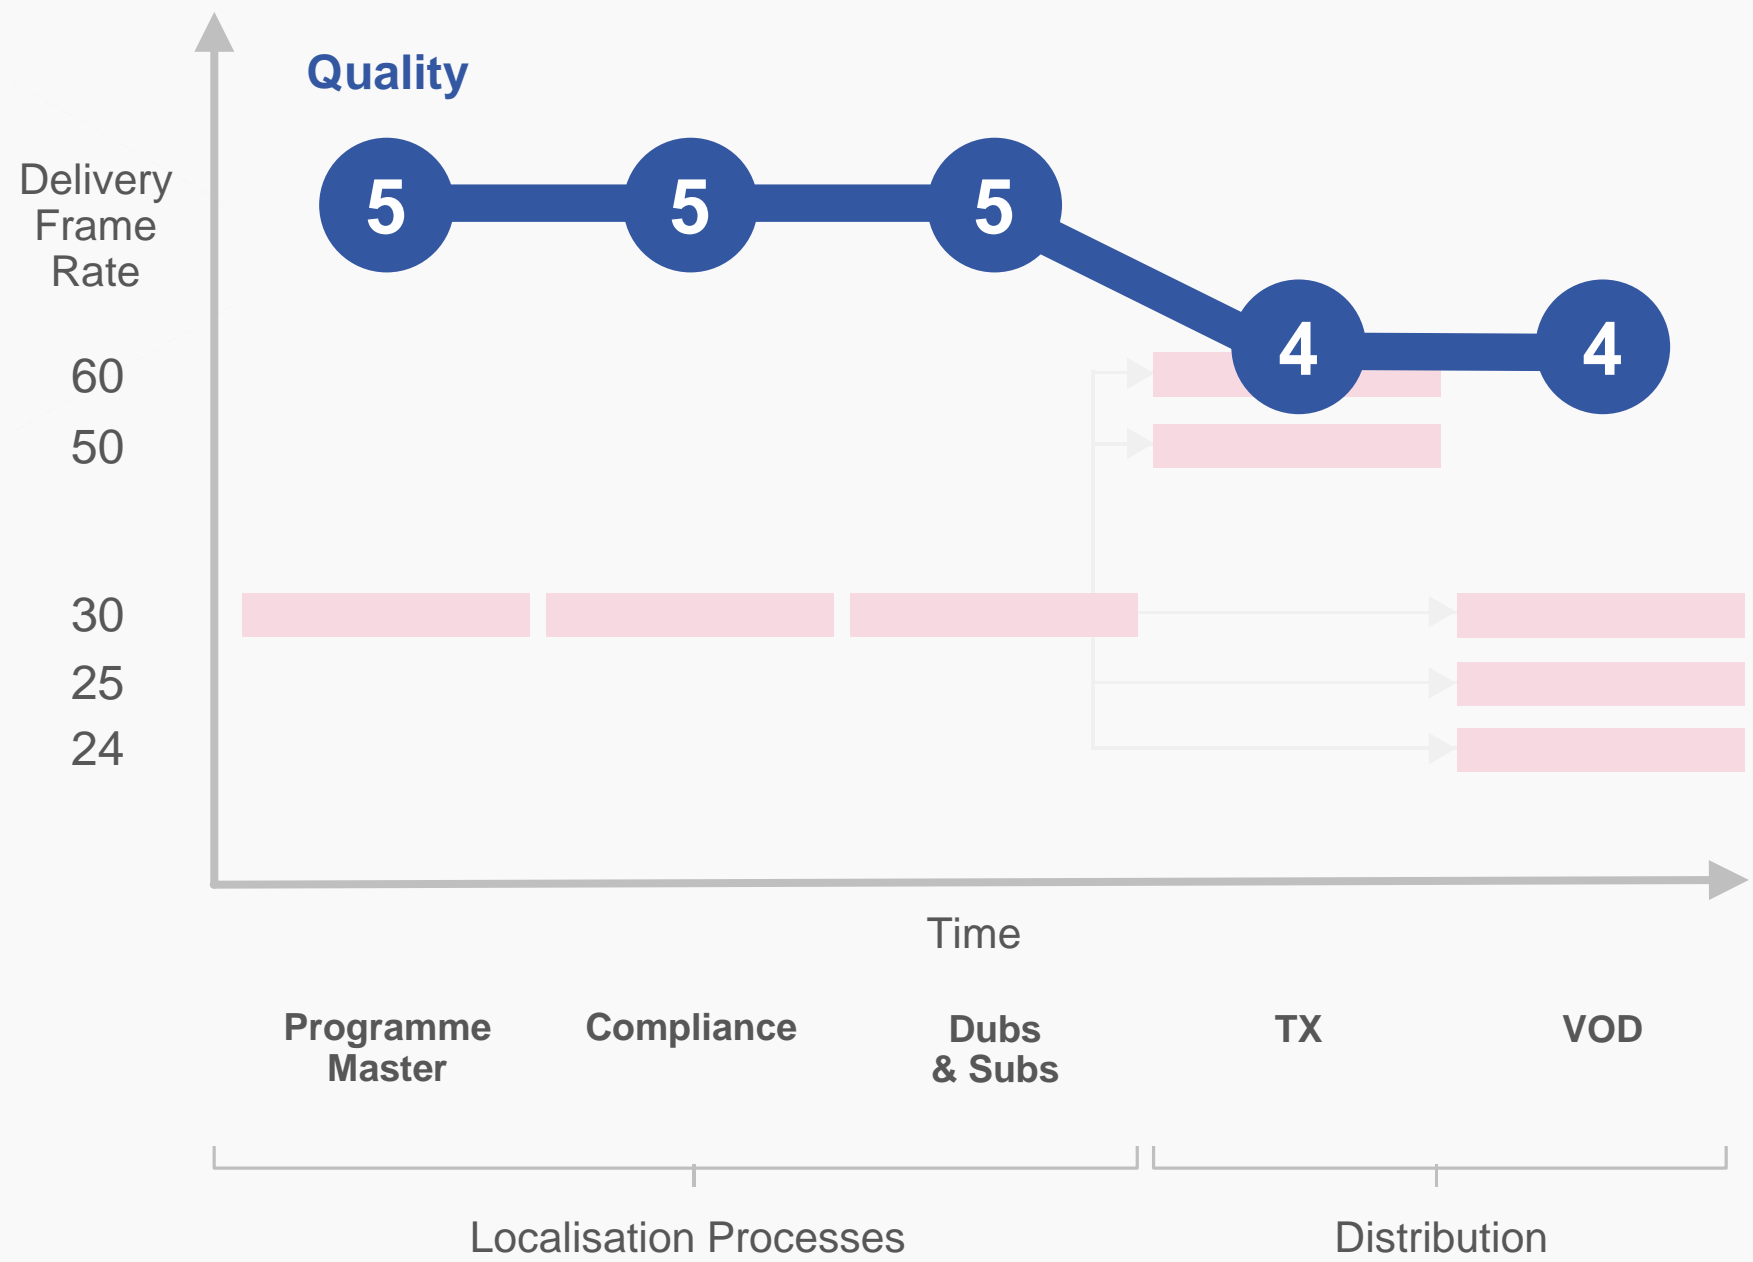 Quality
Delivery
Frame
Rate
5
5
5
4
4
60
50
30
25
24
Time
Programme
Master
Compliance
Dubs
& Subs
TX
VOD
Localisation Processes
Distribution